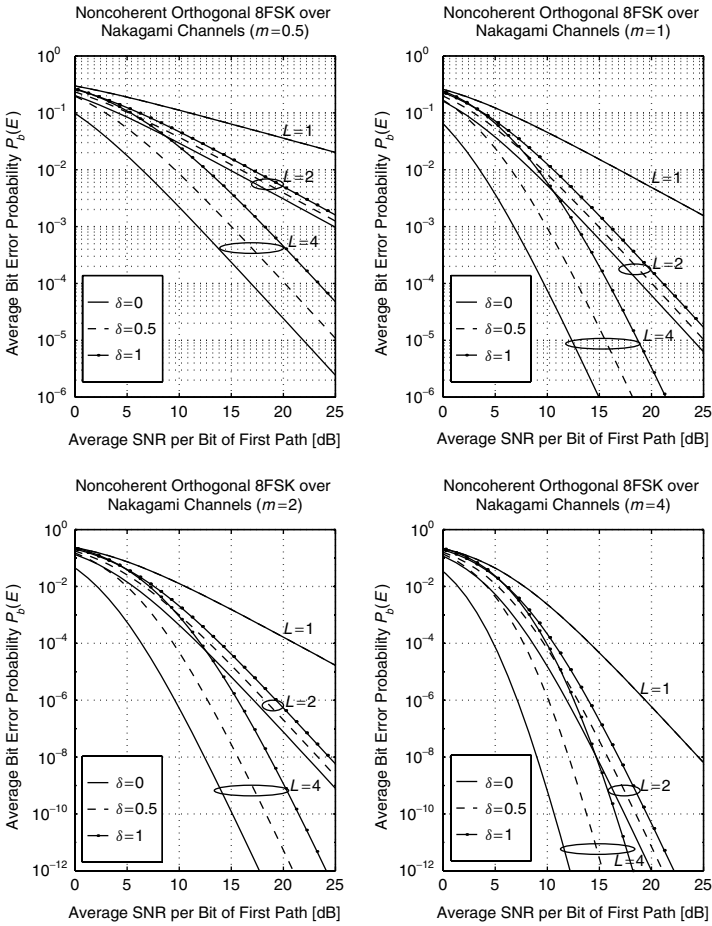 Noncoherent Orthogonal 8FSK over
Nakagami Channels (m=0.5)
10^0
10^-1
10^-2
10^-3
10^-4
10^-5
10^-6
Average Bit Error Probability P_b(E)
L=1
L=2
L=4
δ=0
δ=0.5
δ=1
0 5 10 15 20 25
Average SNR per Bit of First Path [dB]
Noncoherent Orthogonal 8FSK over
Nakagami Channels (m=1)
10^0
10^-1
10^-2
10^-3
10^-4
10^-5
10^-6
Average Bit Error Probability P_b(E)
L=1
L=2
L=4
δ=0
δ=0.5
δ=1
0 5 10 15 20 25
Average SNR per Bit of First Path [dB]
Noncoherent Orthogonal 8FSK over
Nakagami Channels (m=2)
10^0
10^-2
10^-4
10^-6
10^-8
10^-10
10^-12
Average Bit Error Probability P_b(E)
L=1
L=2
L=4
δ=0
δ=0.5
δ=1
0 5 10 15 20 25
Average SNR per Bit of First Path [dB]
Noncoherent Orthogonal 8FSK over
Nakagami Channels (m=4)
10^0
10^-2
10^-4
10^-6
10^-8
10^-10
10^-12
Average Bit Error Probability P_b(E)
L=1
L=2
L=4
δ=0
δ=0.5
δ=1
0 5 10 15 20 25
Average SNR per Bit of First Path [dB]